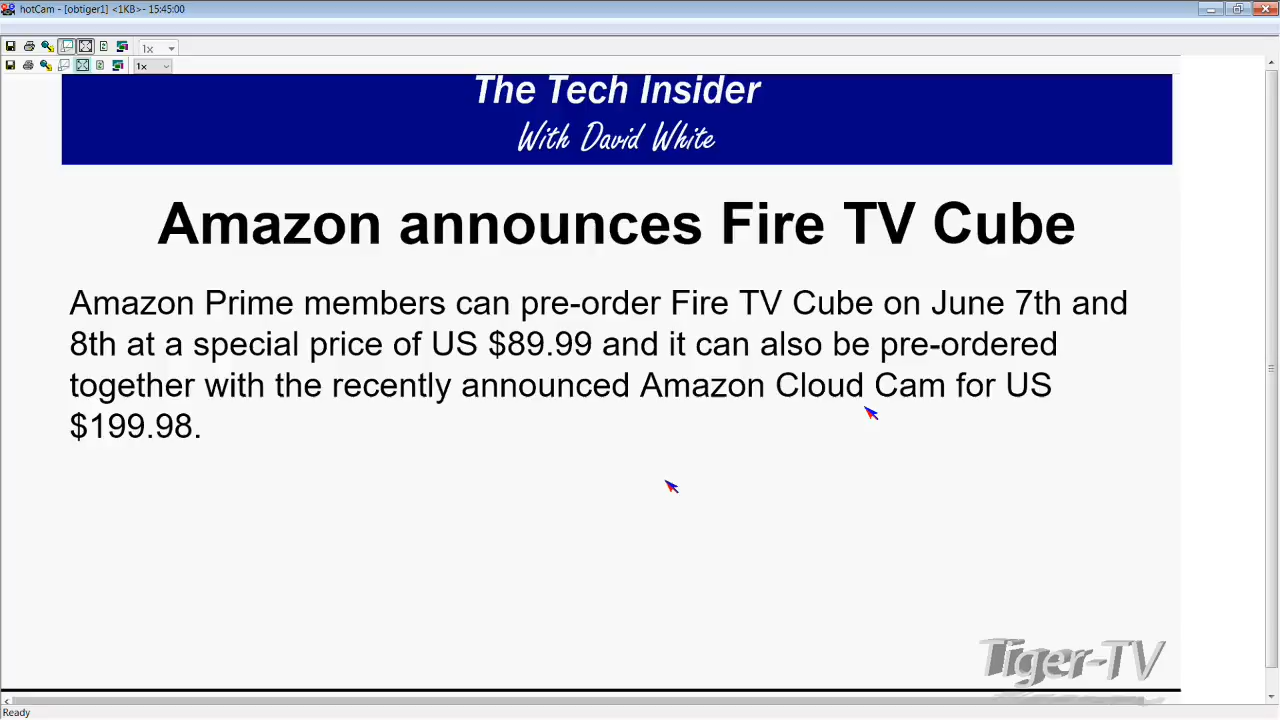 hotCam - [obtiger1] <1KB>- 15:45:00
1x
1x
The Tech Insider
With David White
Amazon announces Fire TV Cube
Amazon Prime members can pre-order Fire TV Cube on June 7th and
8th at a special price of US $89.99 and it can also be pre-ordered
together with the recently announced Amazon Cloud Cam for US
$199.98.
Tiger-TV
Ready